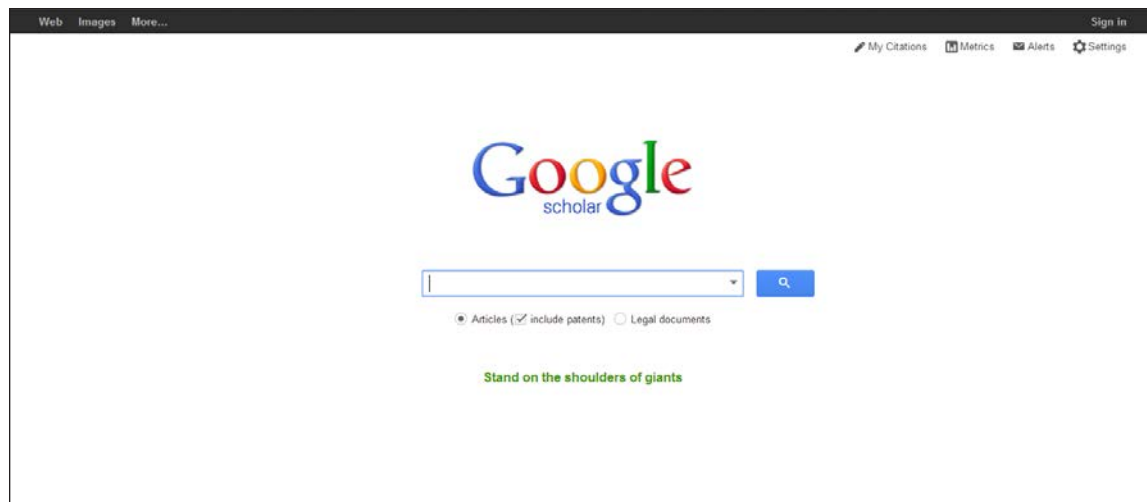 Web Images More... Sign in
My Citations Metrics Alerts Settings
Google
scholar
Articles (include patents) Legal documents
Stand on the shoulders of giants